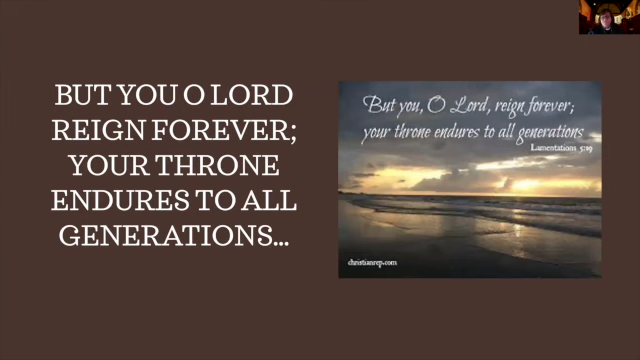 BUT YOU O LORD
REIGN FOREVER;
YOUR THRONE
ENDURES TO ALL
GENERATIONS...
But you, O Lord, reign forever;
your throne endures to all generations
Lamentations 5:19
christianrep.com